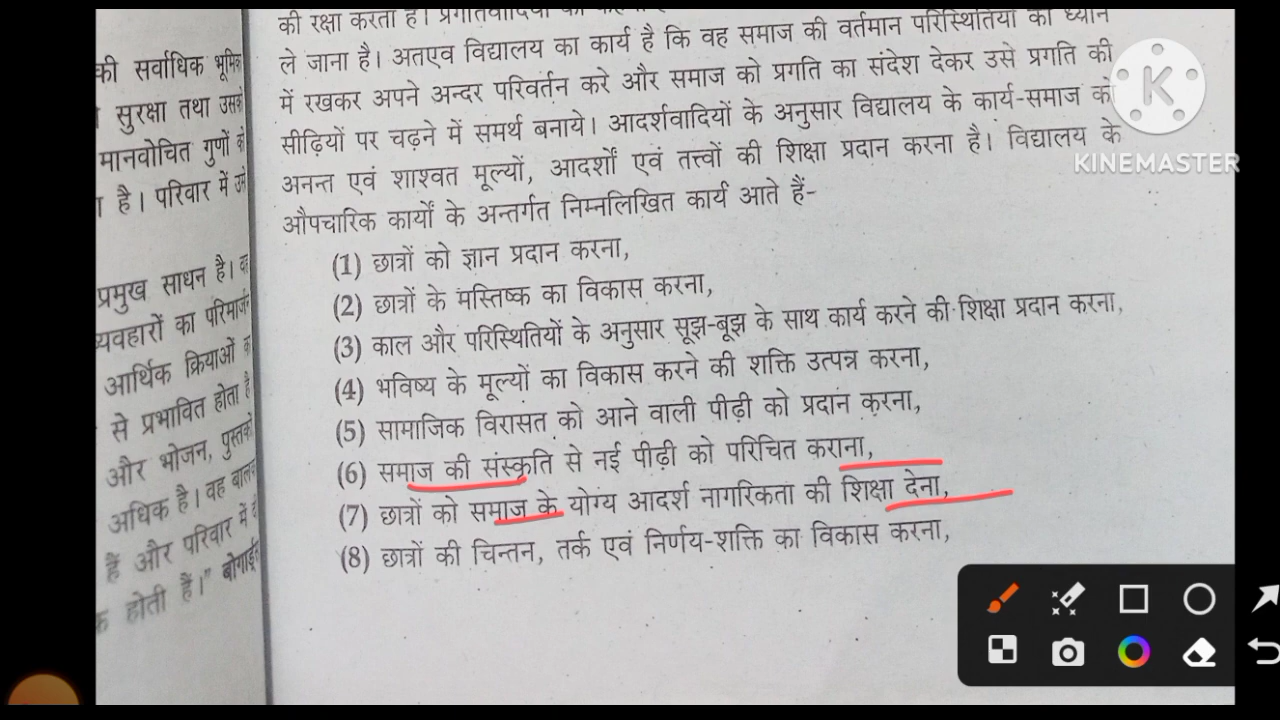 की सर्वाधिक
सुरक्षा तथा
मानवोचित गुणों
है। परिवार में
प्रमुख साधन है।
व्यवहारों का
आर्थिक क्रियाओं
से प्रभावित होता
और भोजन,
अधिक है। वह
हैं और परिवार में
होती हैं।"
की रक्षा करता है।
ले जाना है। अतएव विद्यालय का कार्य है कि वह समाज की वर्तमान परिस्थितियों को ध्यान
में रखकर अपने अन्दर परिवर्तन करे और समाज को प्रगति का संदेश देकर उसे प्रगति की
सीढ़ियों पर चढ़ने में समर्थ बनाये। आदर्शवादियों के अनुसार विद्यालय के कार्य-समाज को
अनन्त एवं शाश्वत मूल्यों, आदर्शों एवं तत्त्वों की शिक्षा प्रदान करना है। विद्यालय के
औपचारिक कार्यों के अन्तर्गत निम्नलिखित कार्य आते हैं-
(1) छात्रों को ज्ञान प्रदान करना,
(2) छात्रों के मस्तिष्क का विकास करना,
(3) काल और परिस्थितियों के अनुसार सूझ-बूझ के साथ कार्य करने की शिक्षा प्रदान करना,
(4) भविष्य के मूल्यों का विकास करने की शक्ति उत्पन्न करना,
(5) सामाजिक विरासत को आने वाली पीढ़ी को प्रदान करना,
(6) समाज की संस्कृति से नई पीढ़ी को परिचित कराना,
(7) छात्रों को समाज के योग्य आदर्श नागरिकता की शिक्षा देना,
(8) छात्रों की चिन्तन, तर्क एवं निर्णय-शक्ति का विकास करना,
K
KINEMASTER